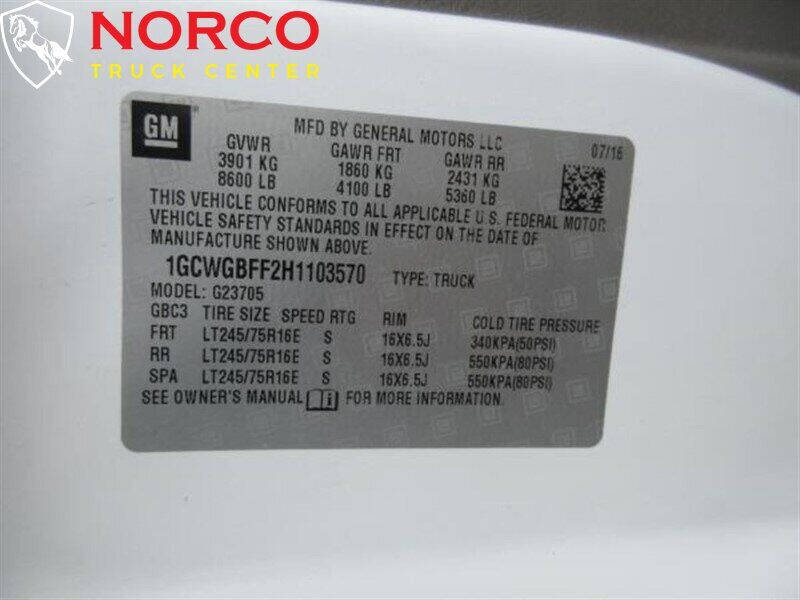 NORCO
TRUCK CENTER
GM
MFD BY GENERAL MOTORS LLC
07/16
GVWR GAWR FRT GAWR RR
3901 KG 1860 KG 2431 KG
8600 LB 4100 LB 5360 LB
THIS VEHICLE CONFORMS TO ALL APPLICABLE U.S. FEDERAL MOTOR
VEHICLE SAFETY STANDARDS IN EFFECT ON THE DATE OF
MANUFACTURE SHOWN ABOVE.
1GCWGBFF2H1103570 TYPE: TRUCK
MODEL: G23705
GBC3 TIRE SIZE SPEED RTG RIM COLD TIRE PRESSURE
FRT LT245/75R16E S 16X6.5J 340KPA(50PSI)
RR LT245/75R16E S 16X6.5J 550KPA(80PSI)
SPA LT245/75R16E S 16X6.5J 550KPA(80PSI)
SEE OWNER'S MANUAL FOR MORE INFORMATION.